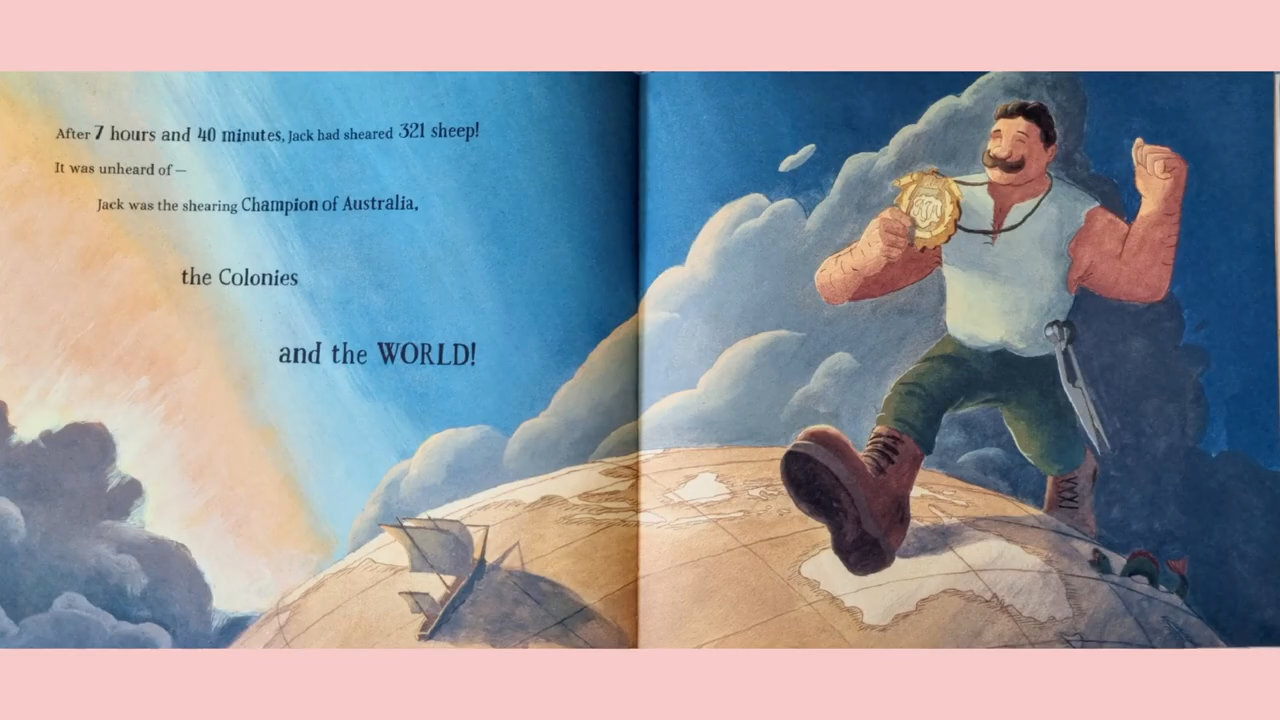 After 7 hours and 40 minutes, Jack had sheared 321 sheep!
It was unheard of —
Jack was the shearing Champion of Australia,
the Colonies
and the WORLD!